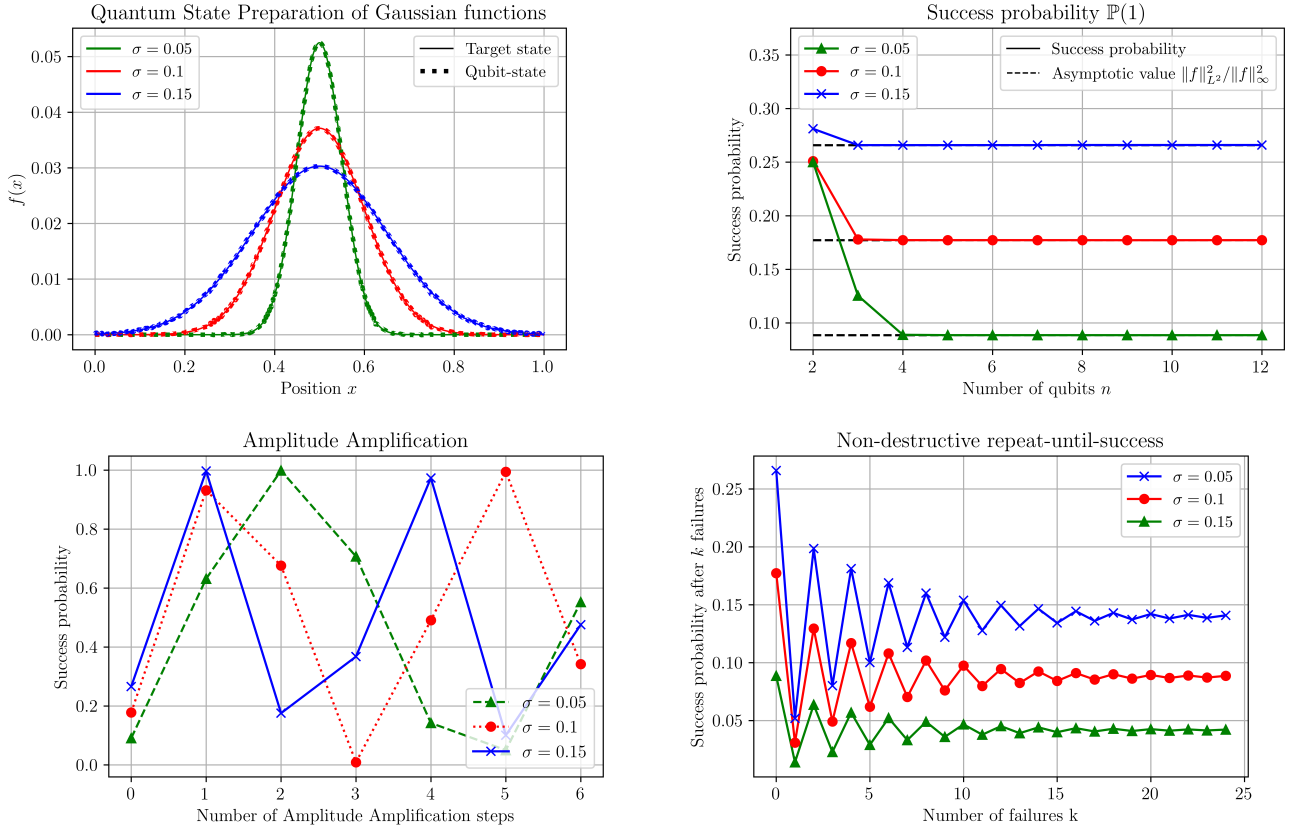 Quantum State Preparation of Gaussian functions
σ = 0.05
σ = 0.1
σ = 0.15
Target state
Qubit-state
0.05
0.04
0.03
0.02
0.01
0.00
f(x)
0.0 0.2 0.4 0.6 0.8 1.0
Position x
Success probability ℙ(1)
σ = 0.05
σ = 0.1
σ = 0.15
Success probability
Asymptotic value ‖f‖²_{L²}/‖f‖²_∞
0.35
0.30
0.25
0.20
0.15
0.10
Success probability
2 4 6 8 10 12
Number of qubits n
Amplitude Amplification
1.0
0.8
0.6
0.4
0.2
0.0
Success probability
σ = 0.05
σ = 0.1
σ = 0.15
0 1 2 3 4 5 6
Number of Amplitude Amplification steps
Non-destructive repeat-until-success
σ = 0.05
σ = 0.1
σ = 0.15
0.25
0.20
0.15
0.10
0.05
Success probability after k failures
0 5 10 15 20 25
Number of failures k